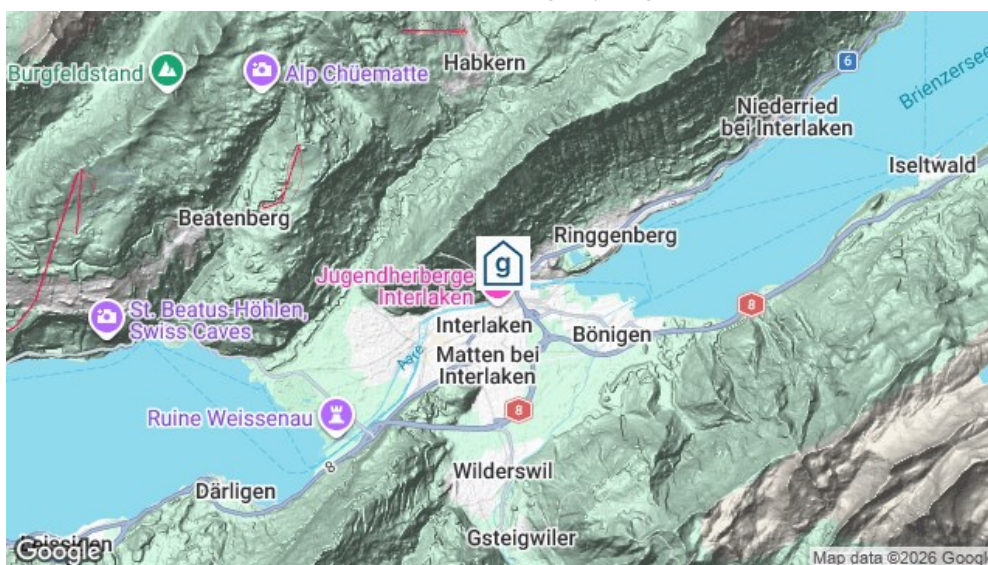 Habkern
6
Burgfeldstand
Alp Chüematte
Brienzersee
Niederried
bei Interlaken
Iseltwald
Beatenberg
Ringgenberg
g
Jugendherberge
Interlaken
St. Beatus-Höhlen,
Swiss Caves
8
Interlaken
Bönigen
Aare
Matten bei
Interlaken
Ruine Weissenau
8
8
Wilderswil
Därligen
Gsteigwiler
Google
Map data ©2026 Google